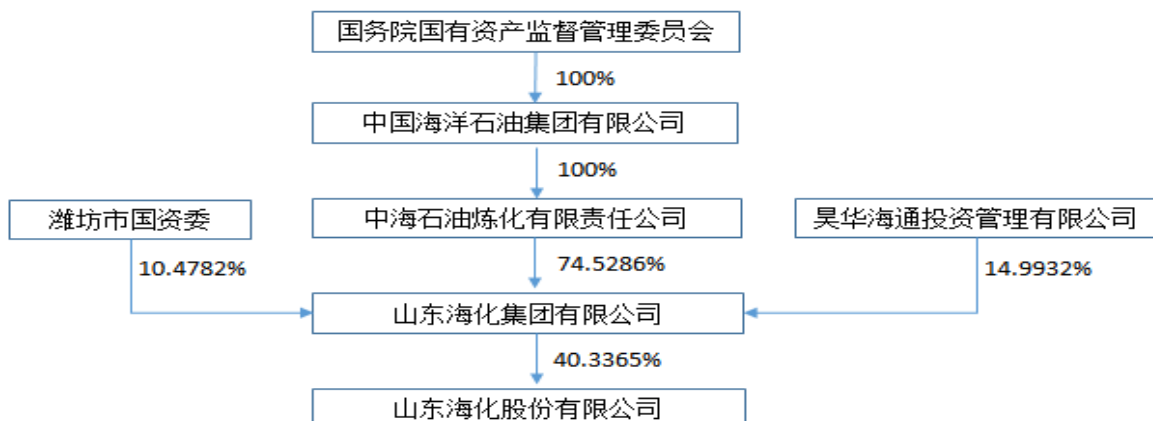 国务院国有资产监督管理委员会
100%
中国海洋石油集团有限公司
100%
潍坊市国资委
中海石油炼化有限责任公司
昊华海通投资管理有限公司
10.4782%
74.5286%
14.9932%
山东海化集团有限公司
40.3365%
山东海化股份有限公司